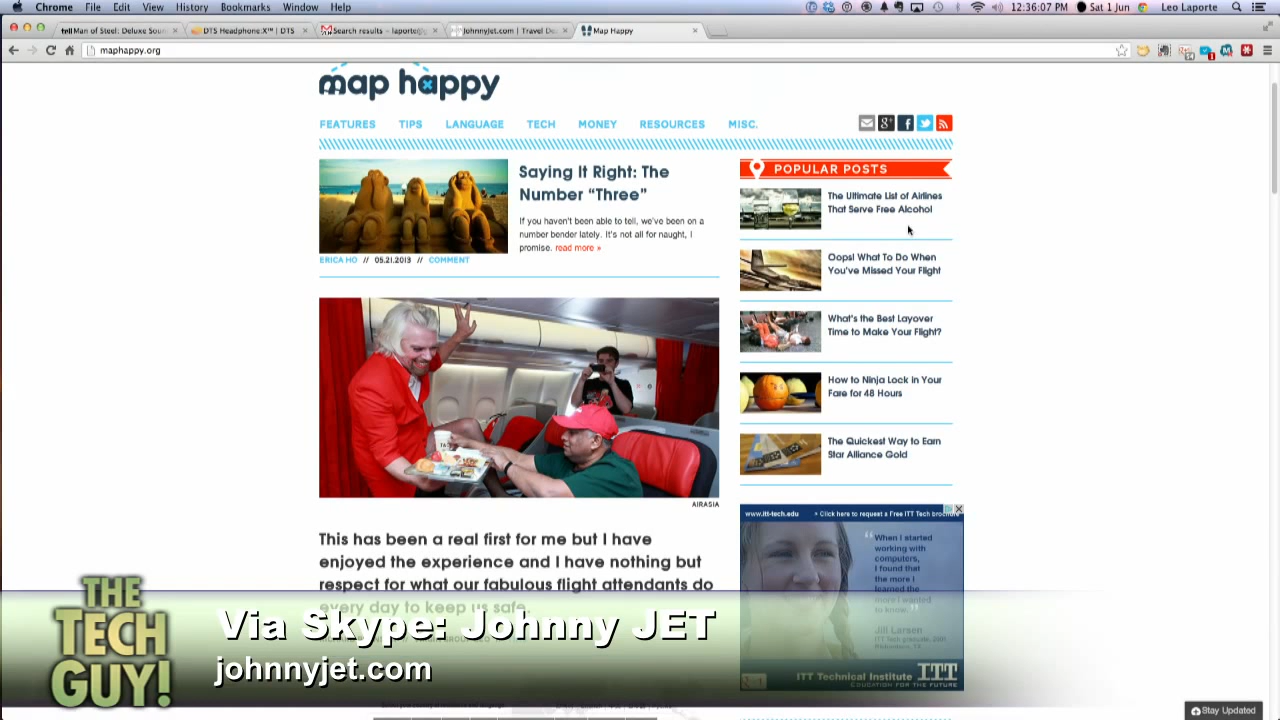 Chrome File Edit View History Bookmarks Window Help
12:36:07 PM Sat 1 Jun Leo Laporte
tell Man of Steel: Deluxe Soun
DTS Headphone:X™ | DTS
Search results - laporte@g
JohnnyJet.com | Travel De
Map Happy
maphappy.org
map happy
FEATURES TIPS LANGUAGE TECH MONEY RESOURCES MISC.
Saying It Right: The
Number “Three”
If you haven't been able to tell, we've been on a
number bender lately. It's not all for naught, I
promise. read more »
ERICA HO // 05.21.2013 // COMMENT
AIRASIA
This has been a real first for me but I have
enjoyed the experience and I have nothing but
respect for what our fabulous flight attendants do
every day to keep us safe.
POPULAR POSTS
The Ultimate List of Airlines
That Serve Free Alcohol
Oops! What To Do When
You've Missed Your Flight
What's the Best Layover
Time to Make Your Flight?
How to Ninja Lock in Your
Fare for 48 Hours
The Quickest Way to Earn
Star Alliance Gold
www.itt-tech.edu » Click here to request a Free ITT Tech brochure
“When I started
working with
computers,
I found that
the more I
learned the
more I wanted
to know.”
Jill Larsen
ITT Tech graduate, 2001
Richardson, TX
ITT Technical Institute ITT
EDUCATION FOR THE FUTURE
THE
TECH
GUY!
Via Skype: Johnny JET
johnnyjet.com
Stay Updated